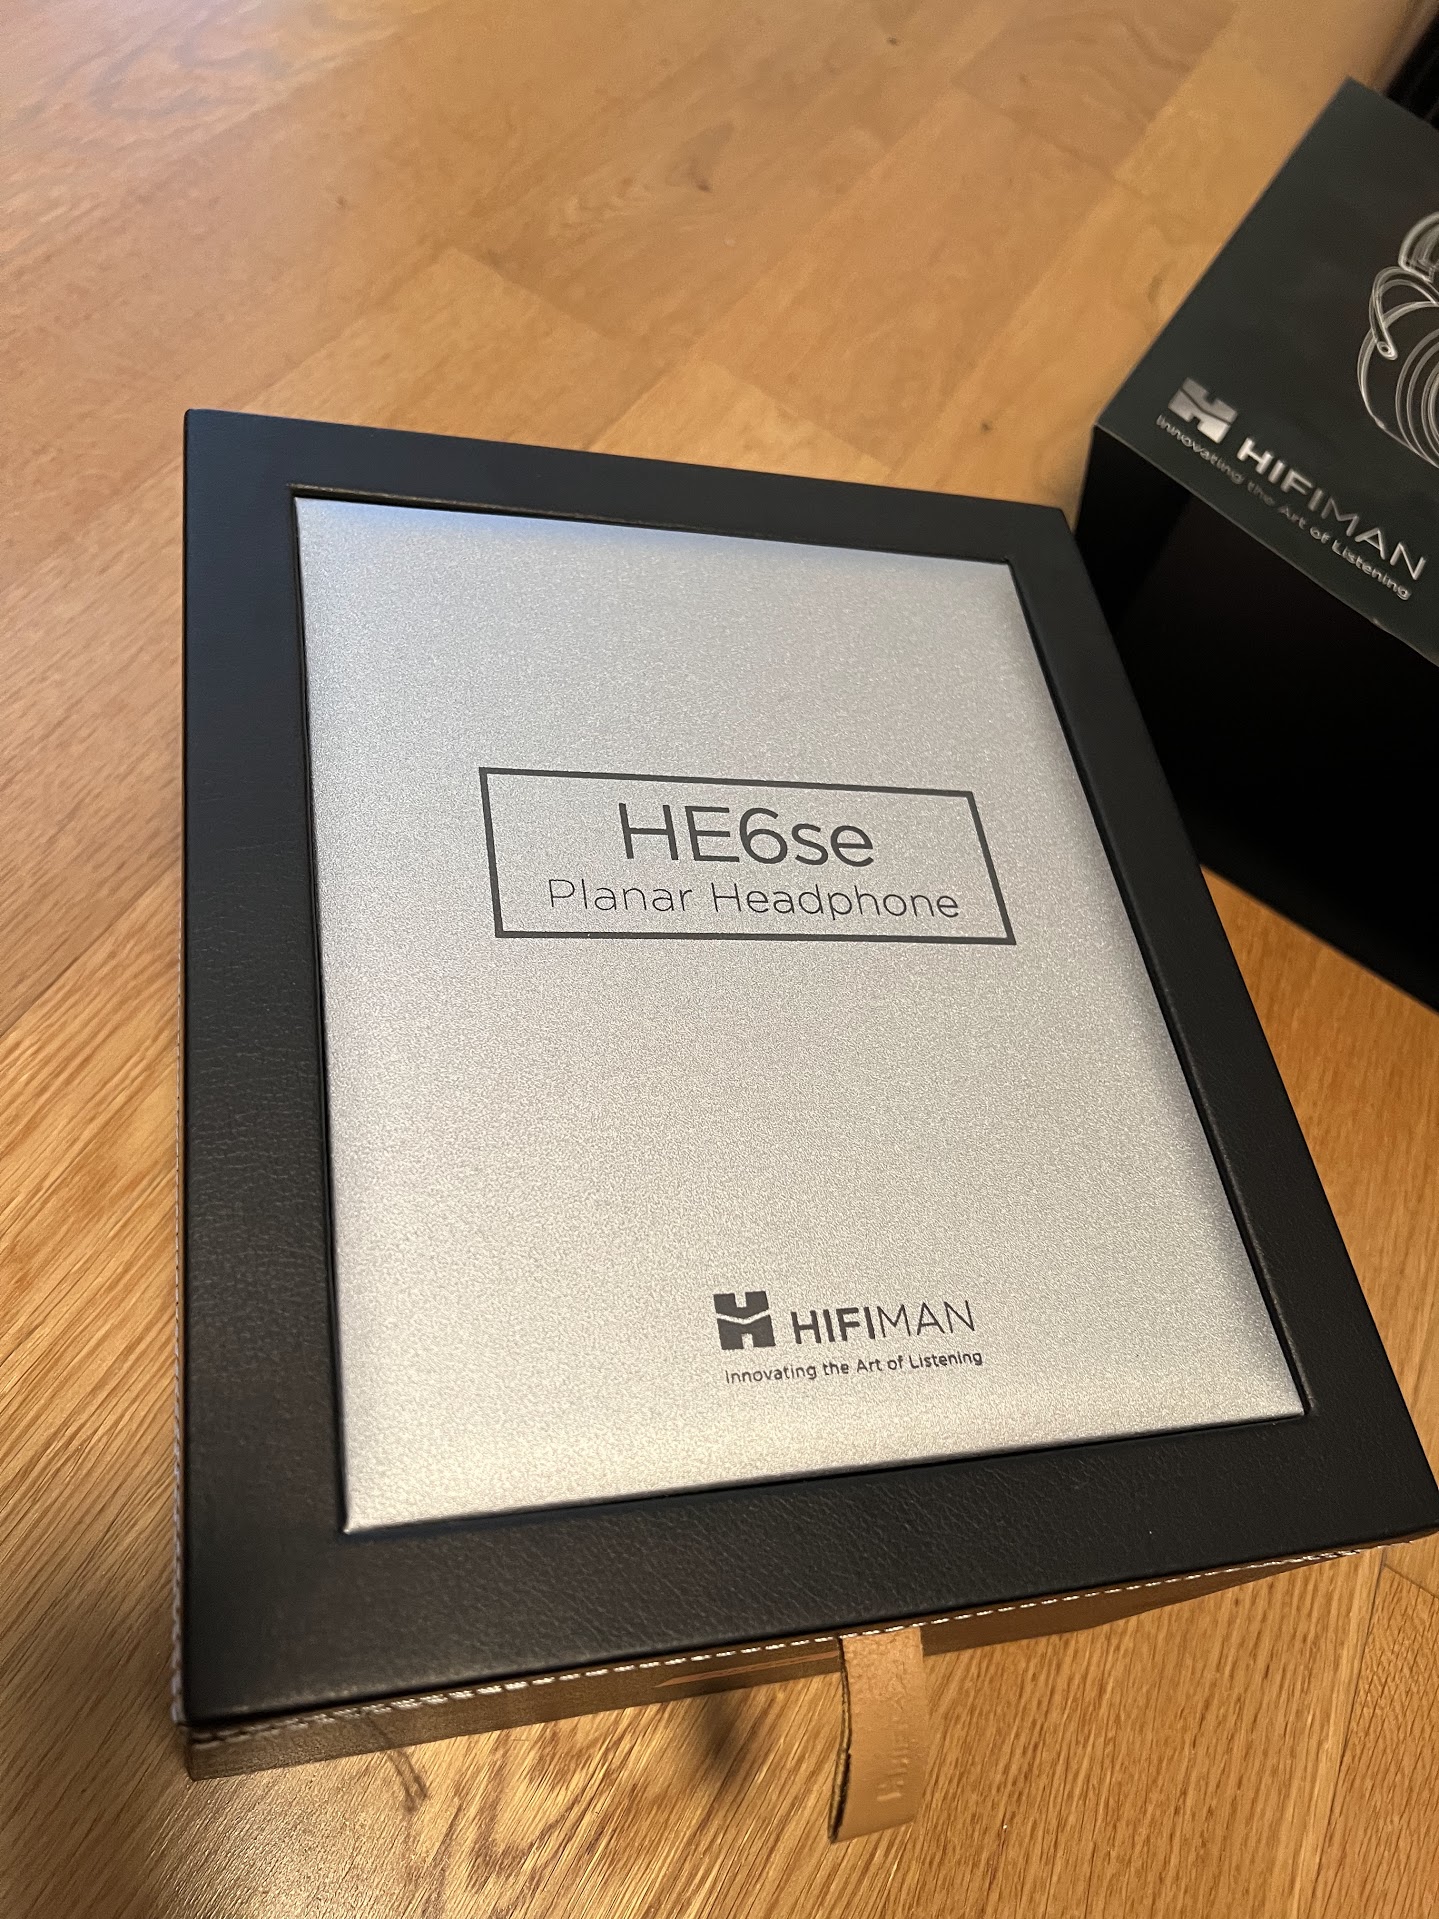 HE6se
Planar Headphone
HIFIMAN
Innovating the Art of Listening
HIFIMAN
Innovating the Art of Listening